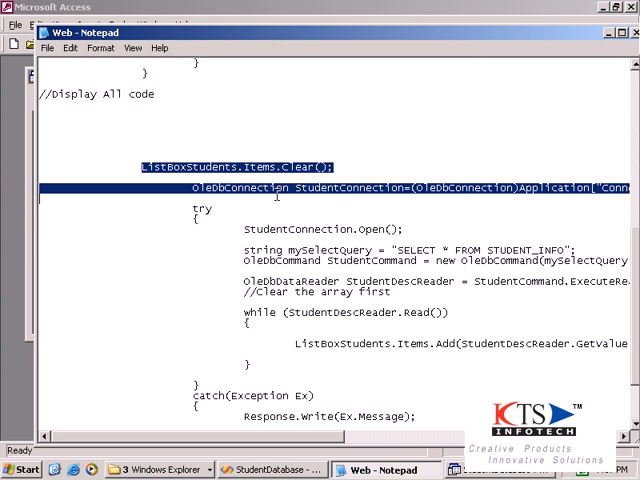 Microsoft Access
File
Web - Notepad
File Edit Format View Help
}
}
//Display All code
ListBoxStudents.Items.Clear();
OleDbConnection StudentConnection=(OleDbConnection)Application["Conne
try
{
StudentConnection.Open();
string mySelectQuery = "SELECT * FROM STUDENT_INFO";
OleDbCommand StudentCommand = new OleDbCommand(mySelectQuery
OleDbDataReader StudentDescReader = StudentCommand.ExecuteRea
//Clear the array first
while (StudentDescReader.Read())
{
ListBoxStudents.Items.Add(StudentDescReader.GetValue
}
}
catch(Exception Ex)
{
Response.Write(Ex.Message);
KTS™
INFOTECH
Creative Products
Innovative Solutions
Ready
Start 3 Windows Explorer StudentDatabase - ... Web - Notepad